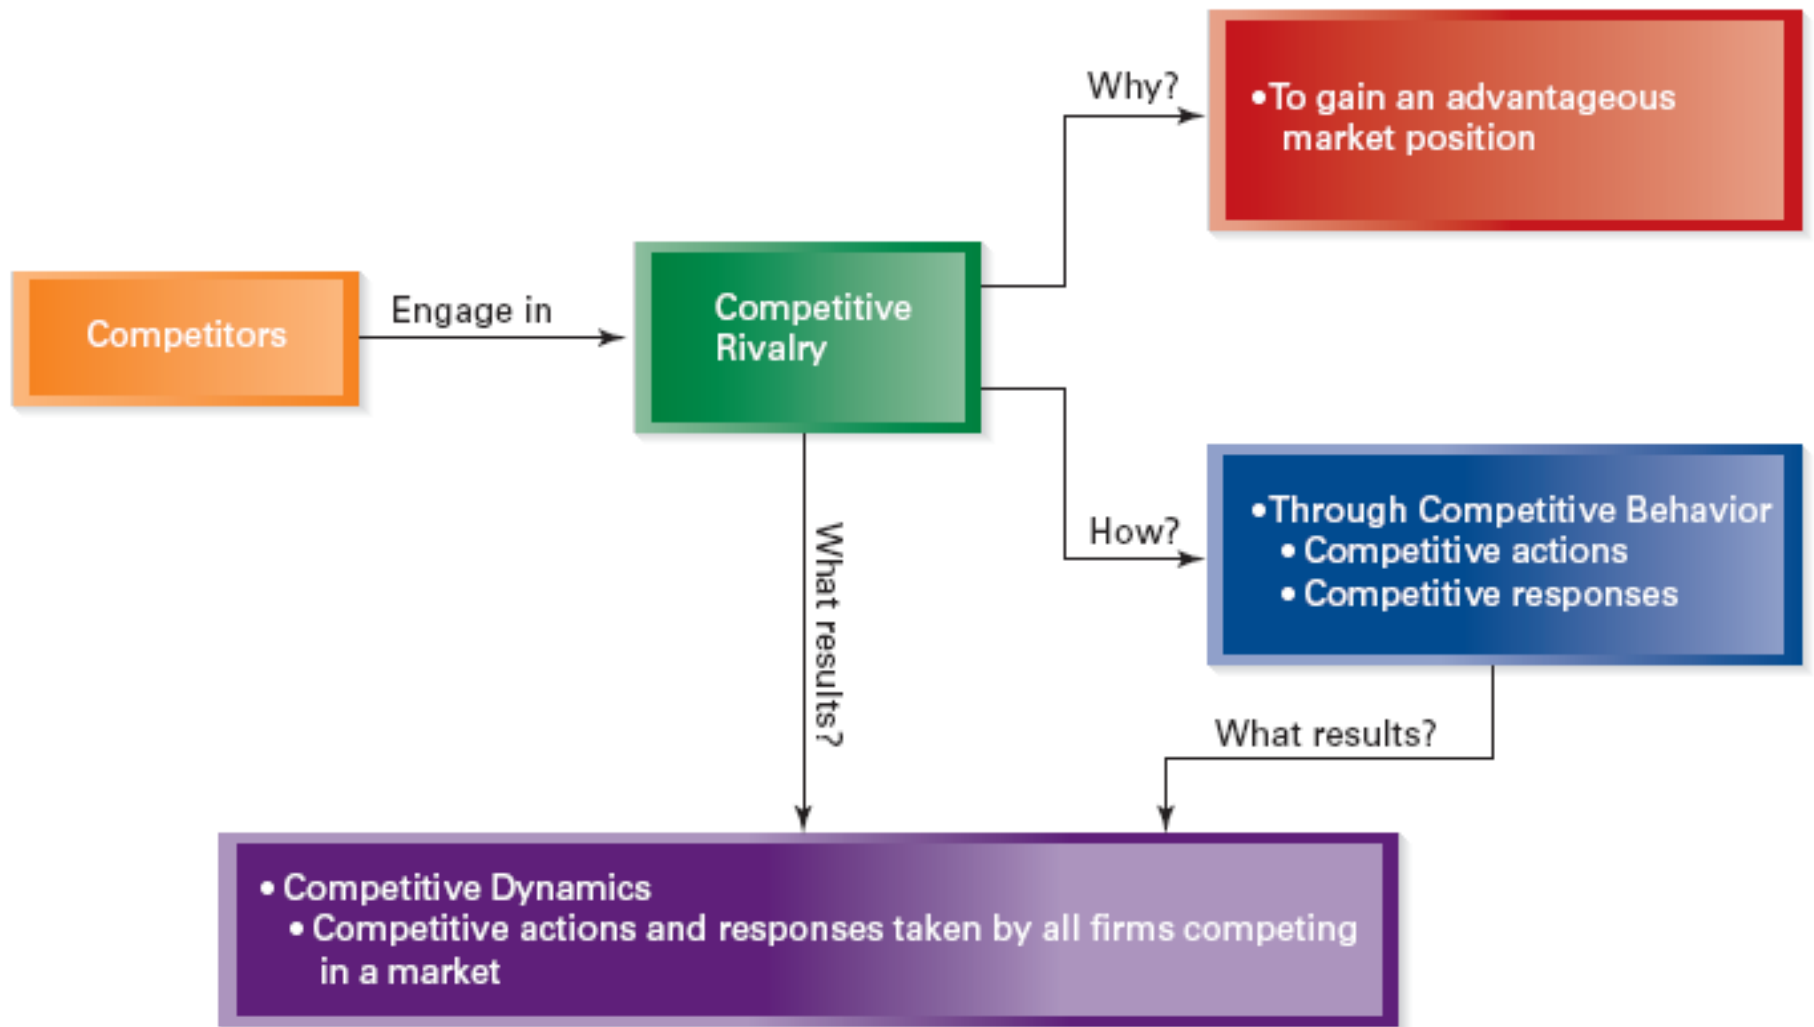 Competitors
Engage in
Competitive
Rivalry
Why?
•To gain an advantageous
market position
How?
•Through Competitive Behavior
• Competitive actions
• Competitive responses
What results?
What results?
• Competitive Dynamics
• Competitive actions and responses taken by all firms competing
in a market